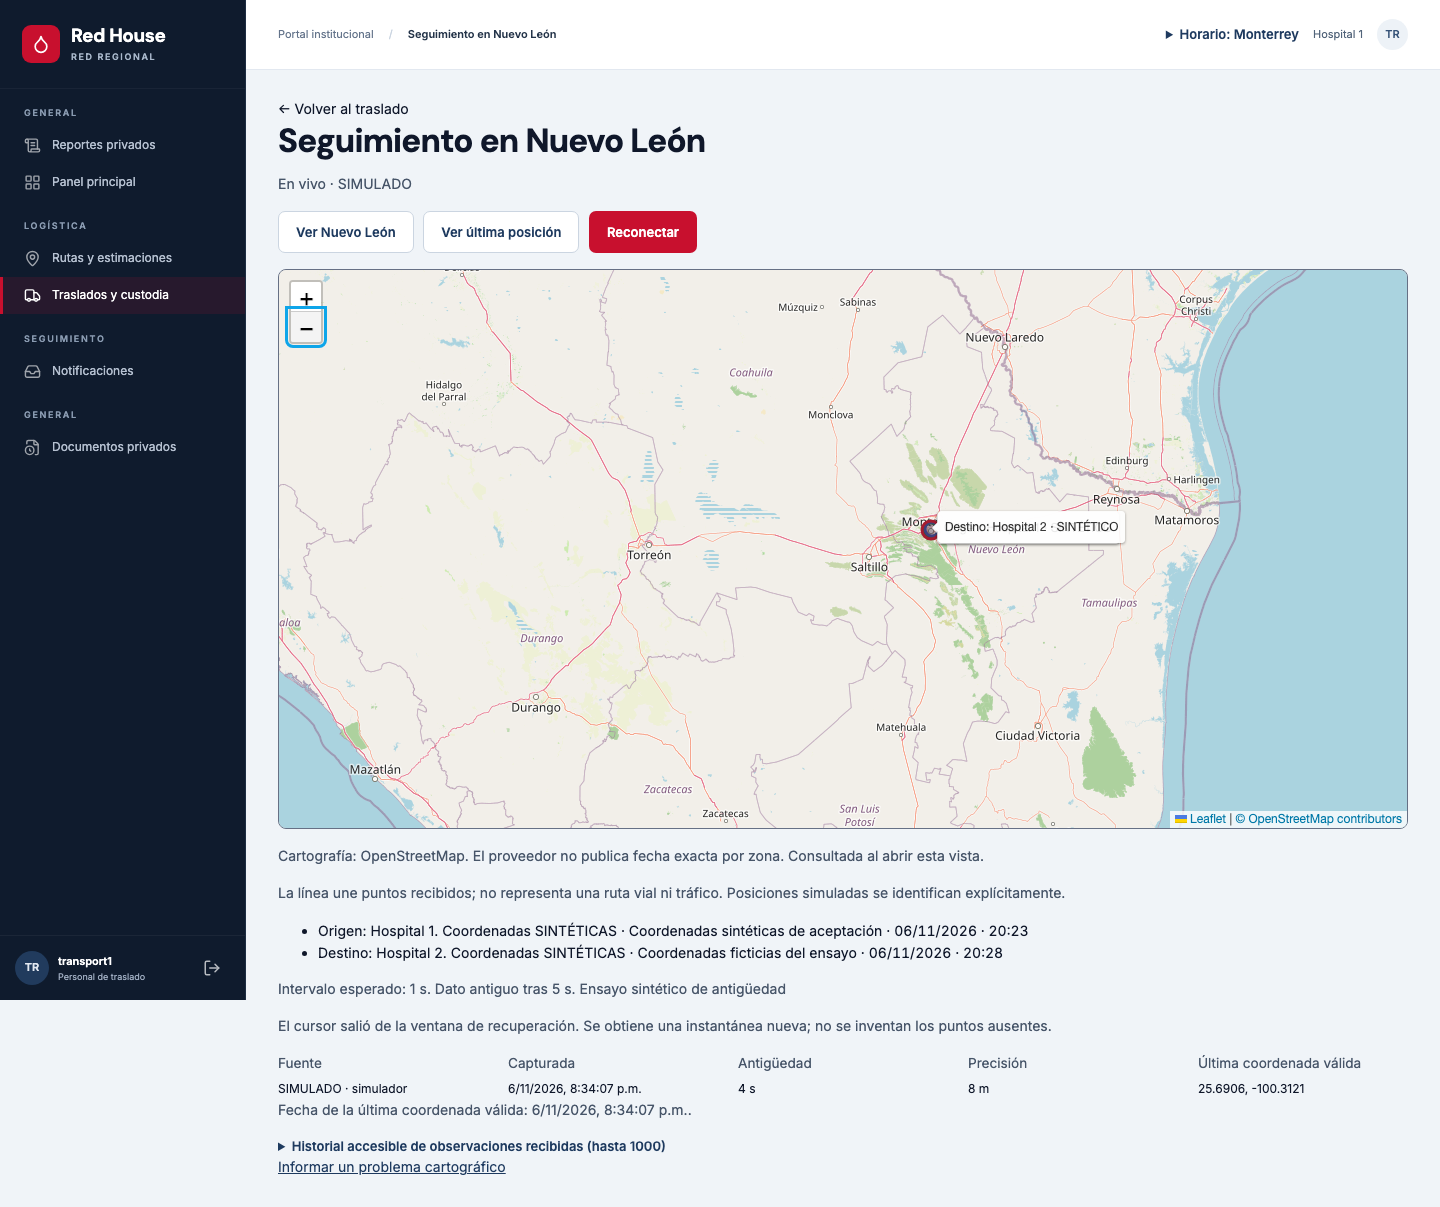 Red House
RED REGIONAL
GENERAL
Reportes privados
Panel principal
LOGÍSTICA
Rutas y estimaciones
Traslados y custodia
SEGUIMIENTO
Notificaciones
GENERAL
Documentos privados
TR
transport1
Personal de traslado
Portal institucional / Seguimiento en Nuevo León
Horario: Monterrey Hospital 1 TR
← Volver al traslado
Seguimiento en Nuevo León
En vivo · SIMULADO
Ver Nuevo León Ver última posición Reconectar
+
−
Múzquiz
Sabinas
Corpus
Christi
Nuevo Laredo
Coahuila
Hidalgo
del Parral
Monclova
Edinburg
Harlingen
Reynosa
Matamoros
Destino: Hospital 2 · SINTÉTICO
Nuevo León
Torreón
Saltillo
Tamaulipas
aloa
Durango
Durango
Matehuala
Ciudad Victoria
Mazatlán
Zacatecas
Zacatecas
San Luis
Potosí
Leaflet | © OpenStreetMap contributors
Cartografía: OpenStreetMap. El proveedor no publica fecha exacta por zona. Consultada al abrir esta vista.
La línea une puntos recibidos; no representa una ruta vial ni tráfico. Posiciones simuladas se identifican explícitamente.
• Origen: Hospital 1. Coordenadas SINTÉTICAS · Coordenadas sintéticas de aceptación · 06/11/2026 · 20:23
• Destino: Hospital 2. Coordenadas SINTÉTICAS · Coordenadas ficticias del ensayo · 06/11/2026 · 20:28
Intervalo esperado: 1 s. Dato antiguo tras 5 s. Ensayo sintético de antigüedad
El cursor salió de la ventana de recuperación. Se obtiene una instantánea nueva; no se inventan los puntos ausentes.
Fuente Capturada Antigüedad Precisión Última coordenada válida
SIMULADO · simulador 6/11/2026, 8:34:07 p.m. 4 s 8 m 25.6906, -100.3121
Fecha de la última coordenada válida: 6/11/2026, 8:34:07 p.m..
Historial accesible de observaciones recibidas (hasta 1000)
Informar un problema cartográfico